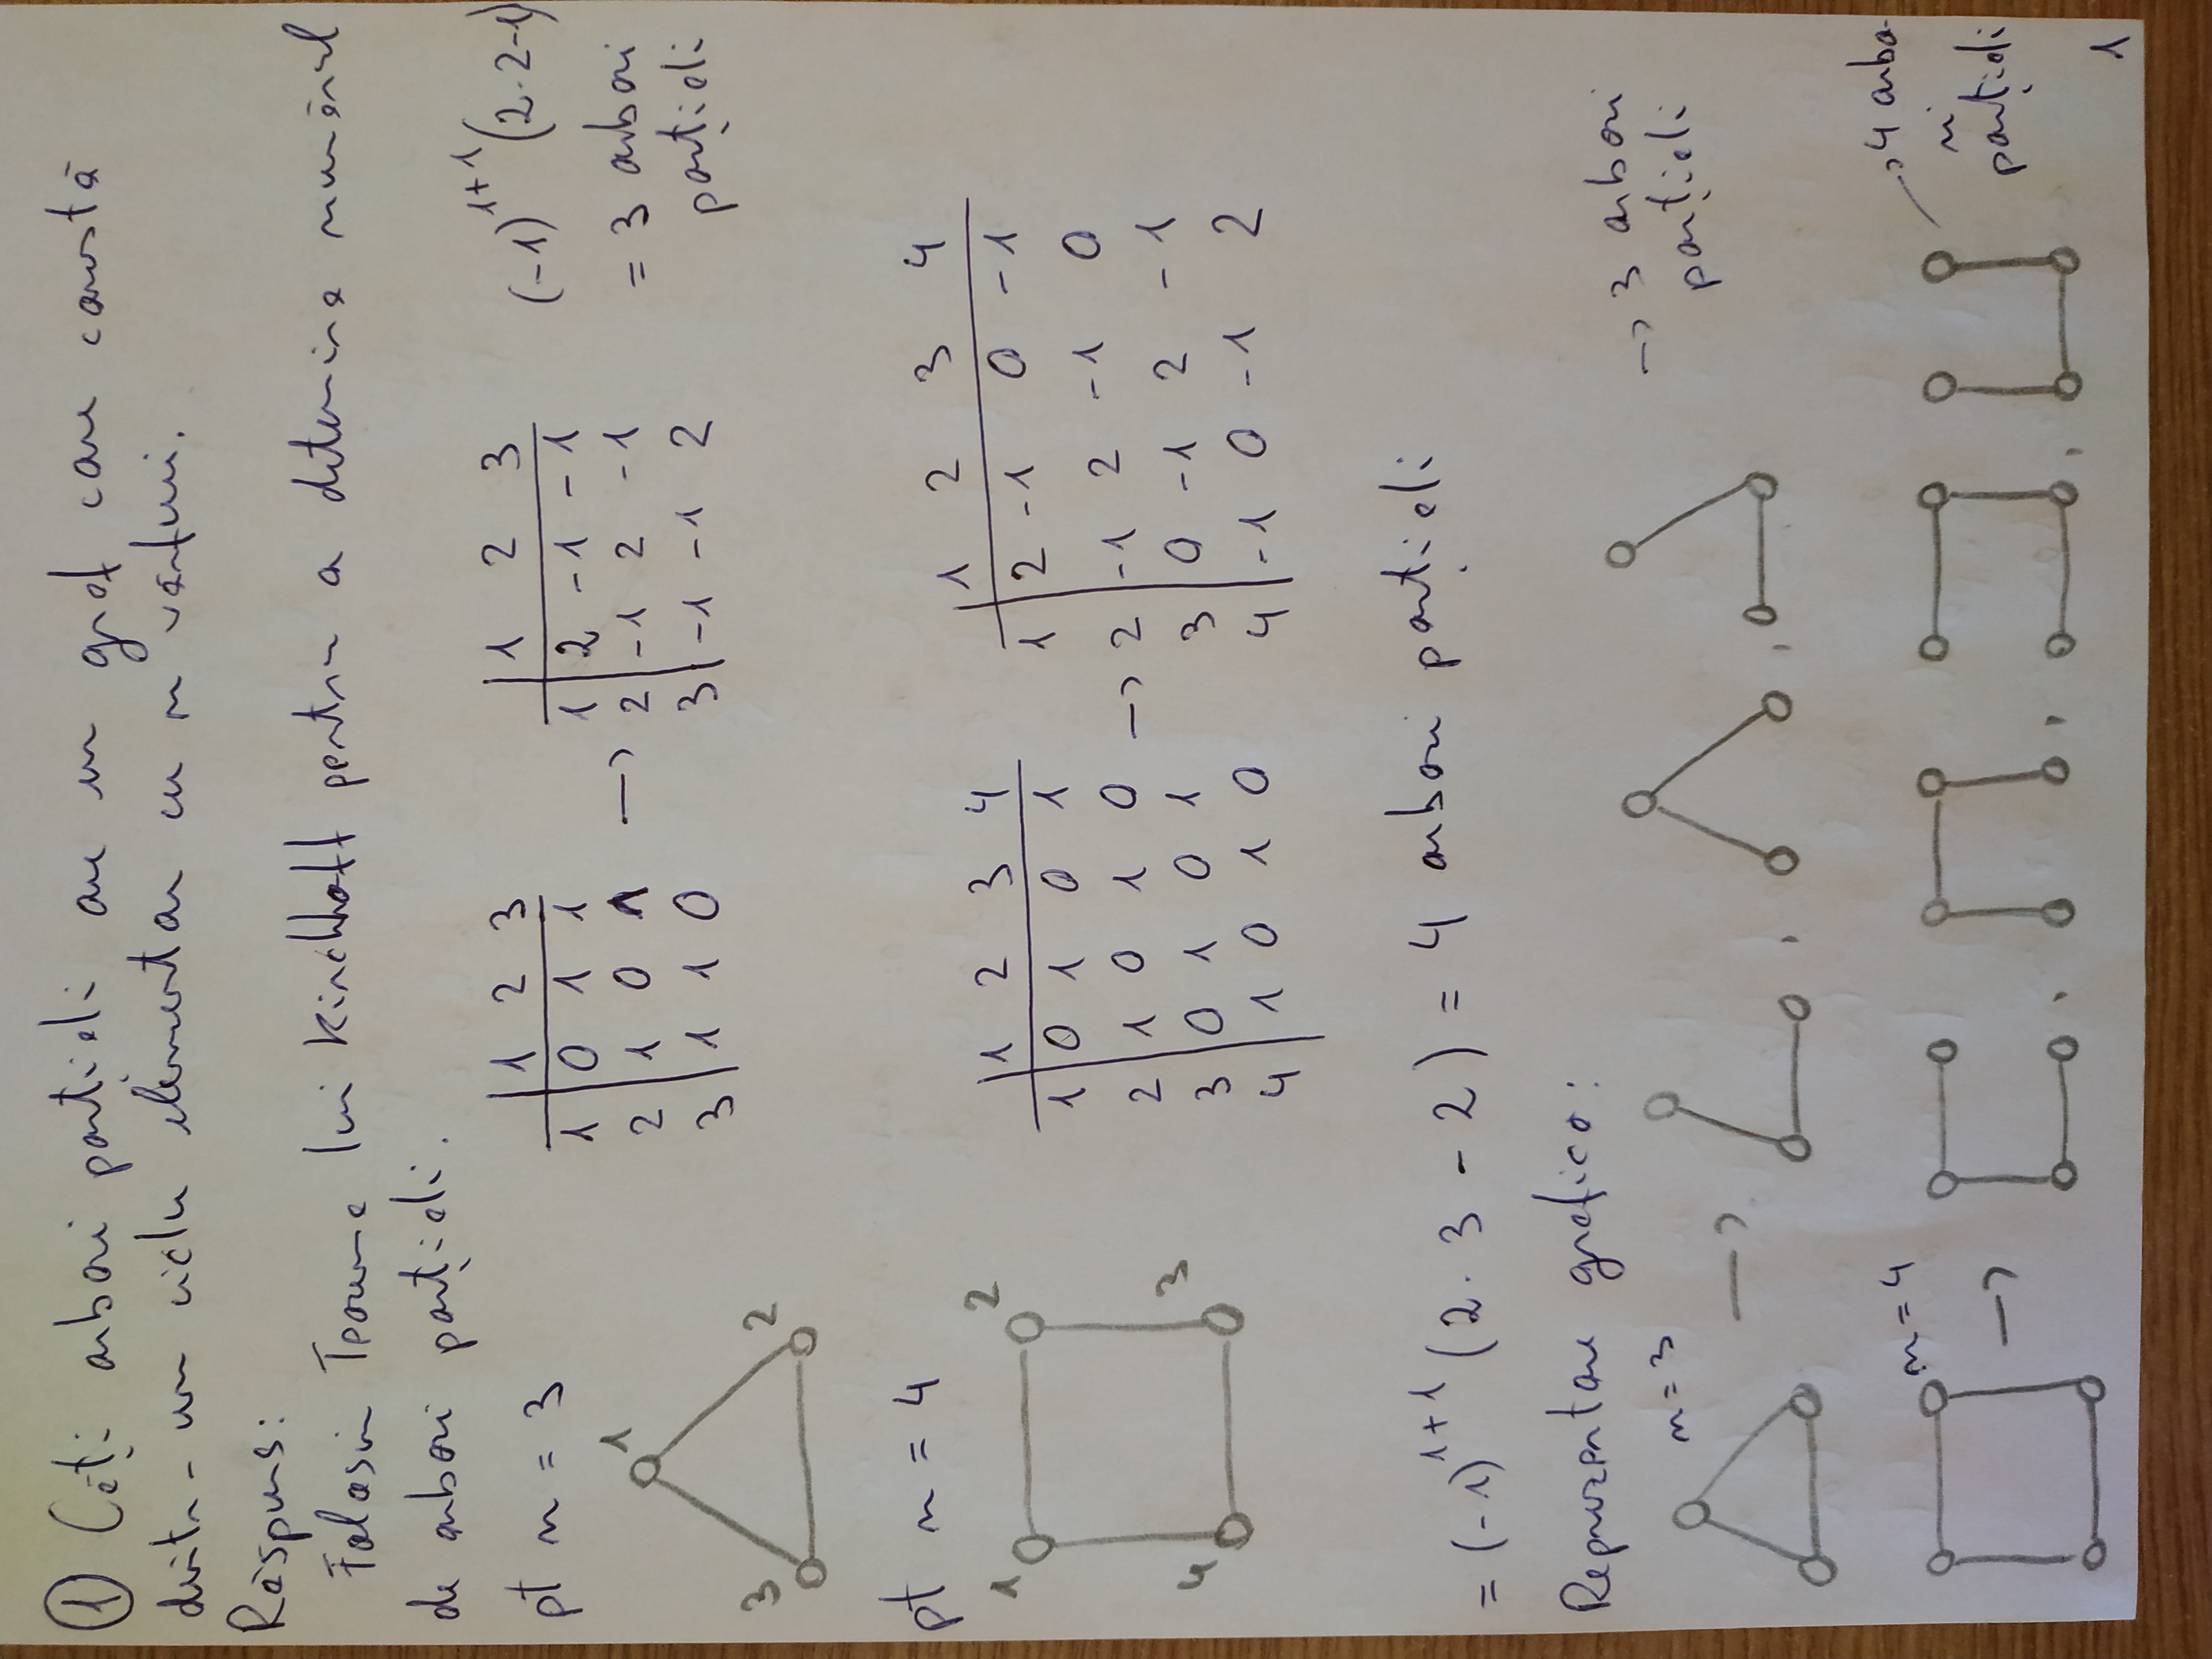 ① Câți arbori parțiali are un graf care constă
dintr-un ciclu elementar cu n vârfuri.
Răspuns:
Folosim Teorema lui Kirchhoff pentru a determina numărul
de arbori parțiali.
pt n = 3
1 2 3
1 0 1 1
2 1 0 1
3 1 1 0
→
1 2 3
1 2 -1 -1
2 -1 2 -1
3 -1 -1 2
(-1)^1+1 (2·2-1)
= 3 arbori
parțiali
1
3 2
pt n = 4
1 2
4 3
1 2 3 4
1 0 1 0 1
2 1 0 1 0
3 0 1 0 1
4 1 0 1 0
→
1 2 3 4
1 2 -1 0 -1
2 -1 2 -1 0
3 0 -1 2 -1
4 -1 0 -1 2
= (-1)^1+1 (2·3 - 2) = 4 arbori parțiali
Reprezentare grafica:
n=3 → , , → 3 arbori
parțiali
n=4 → , , , → 4 arbo-
ri
parțiali
1